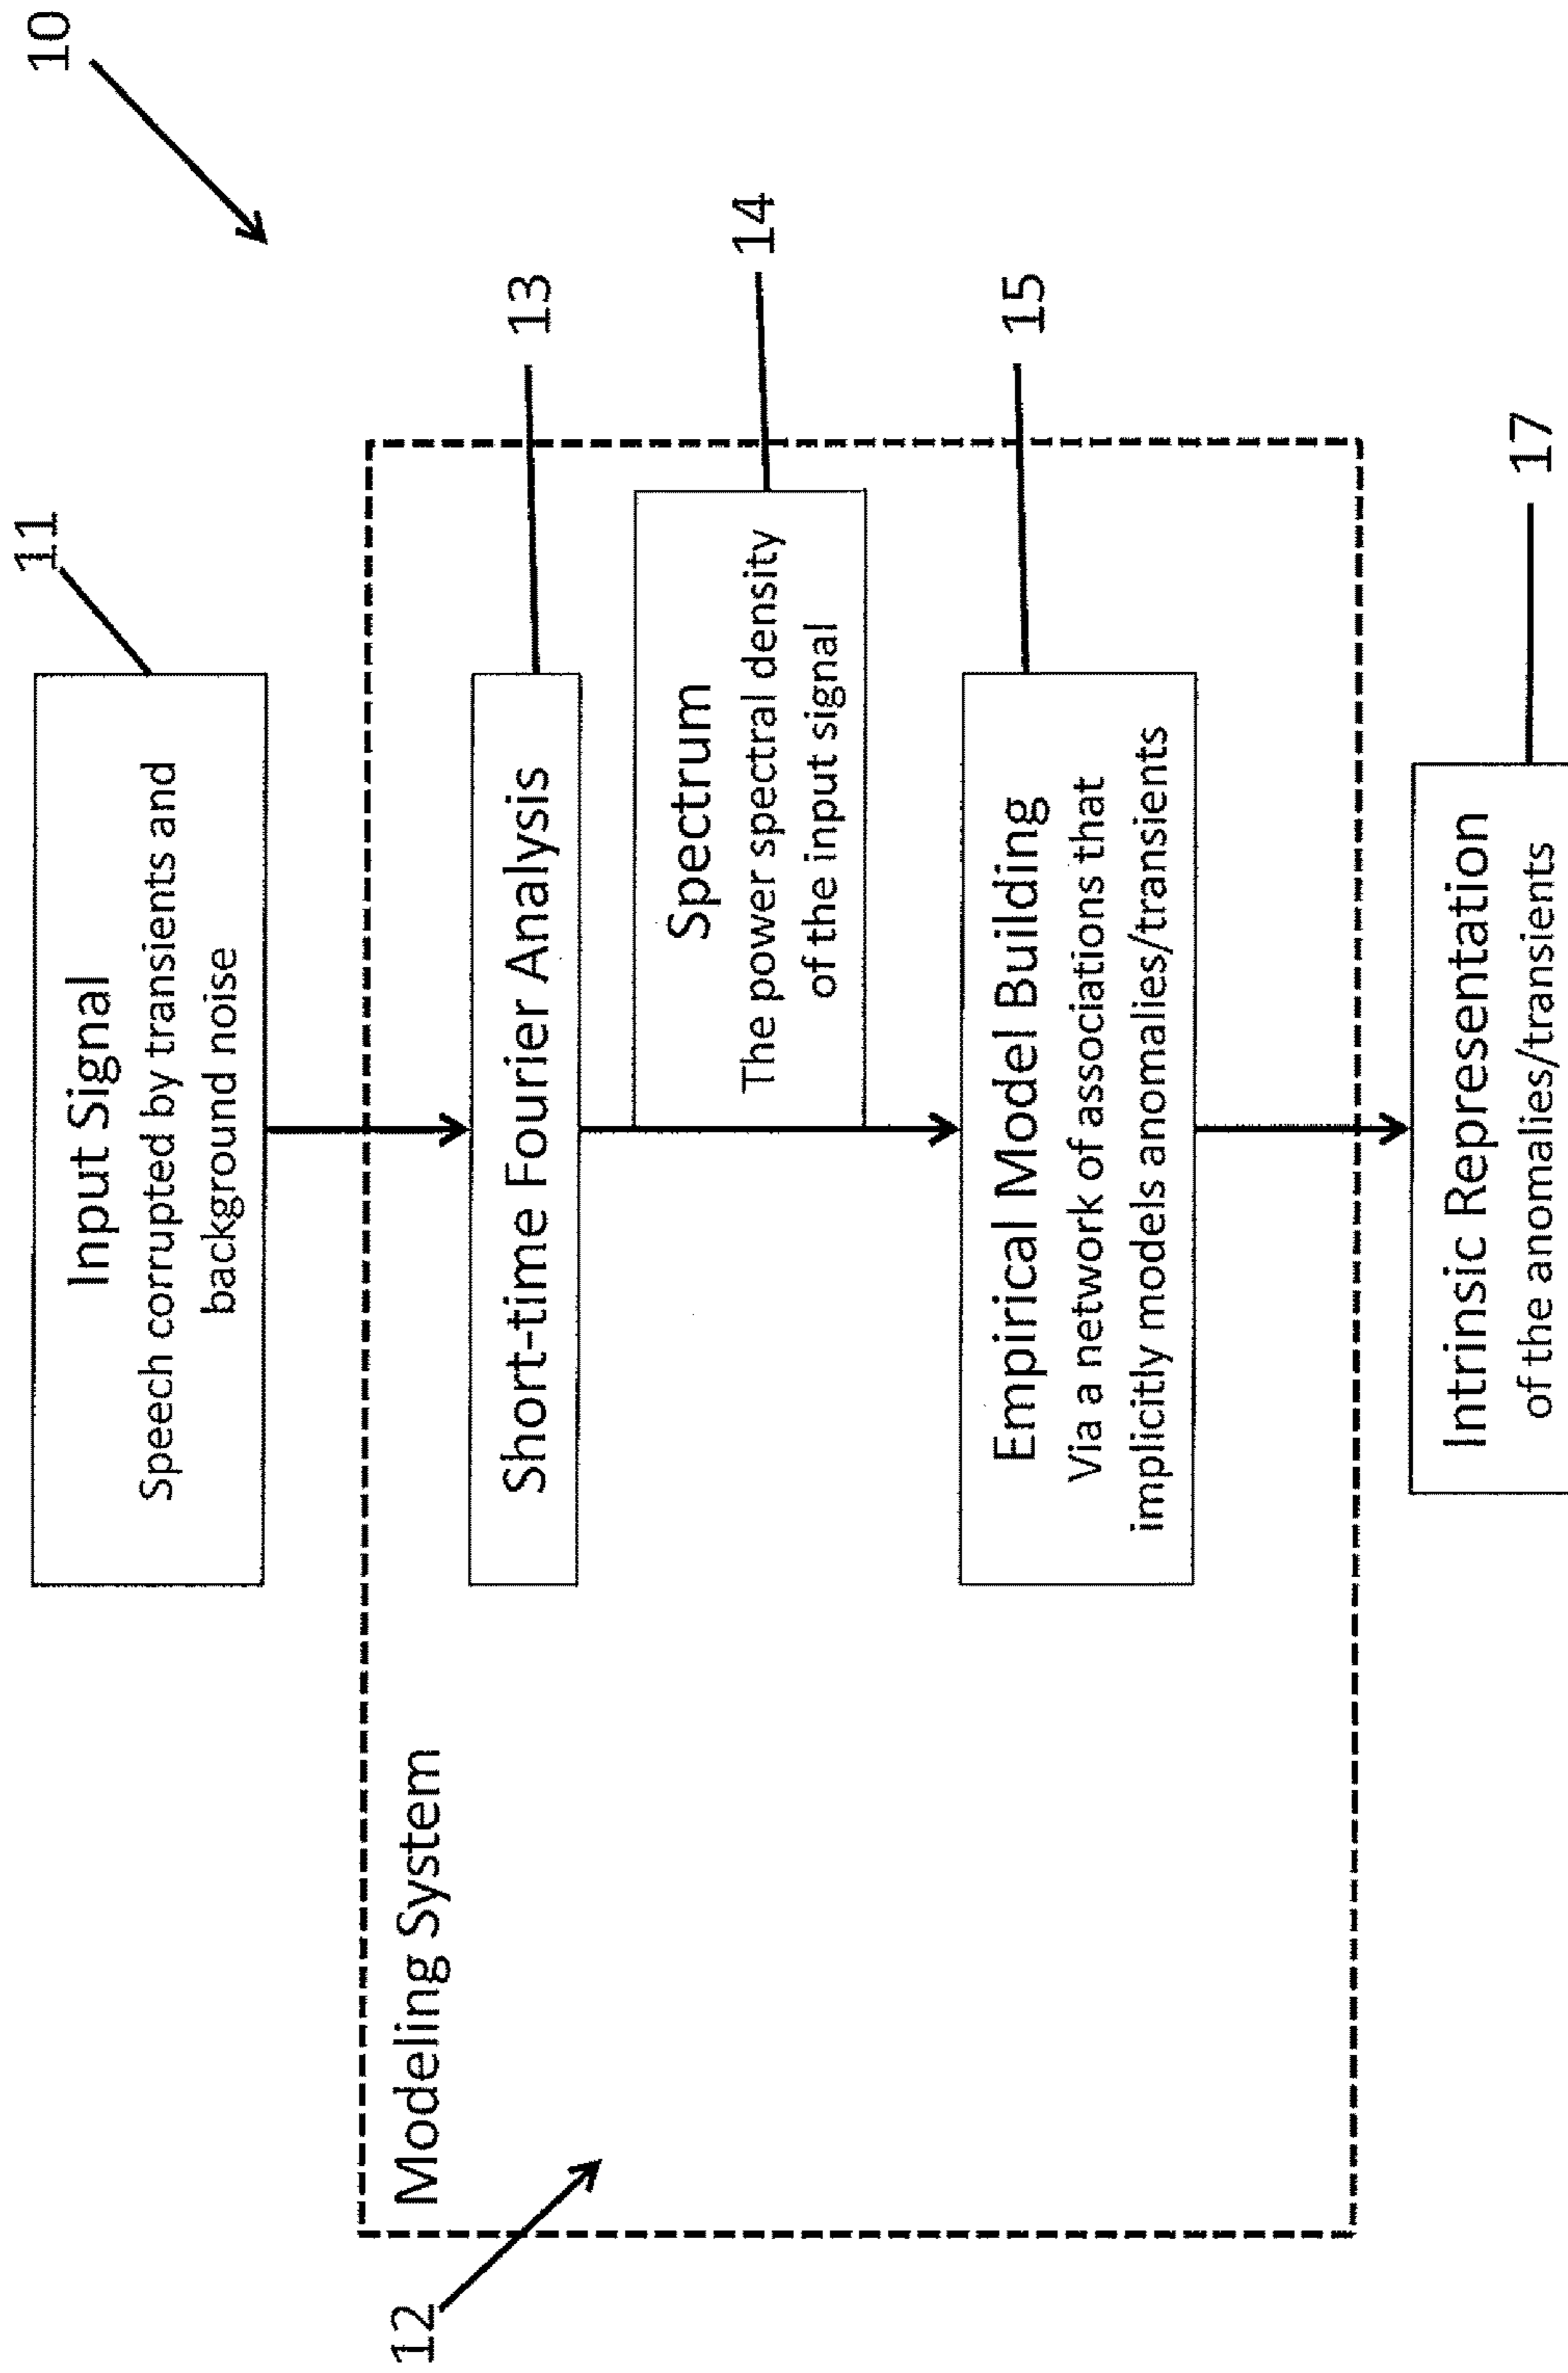 10
11
Input Signal
Speech corrupted by transients and
background noise
Modeling System
12
Short-time Fourier Analysis
13
Spectrum
The power spectral density
of the input signal
14
Empirical Model Building
Via a network of associations that
implicitly models anomalies/transients
15
Intrinsic Representation
of the anomalies/transients
17